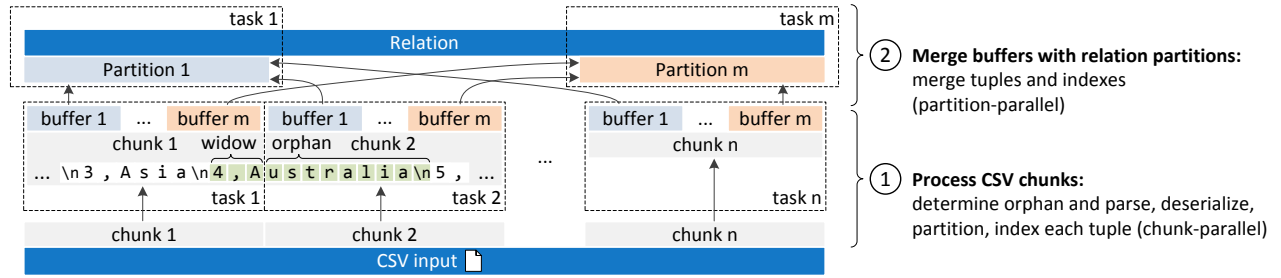 task 1
task m
Relation
Partition 1
Partition m
buffer 1 ... buffer m
buffer 1 ... buffer m
buffer 1 ... buffer m
chunk 1 widow
orphan chunk 2
chunk n
...
... \n 3 , A s i a \n 4 , A u s t r a l i a \n 5 , ...
task 1
task 2
task n
chunk 1
chunk 2
chunk n
CSV input
2 Merge buffers with relation partitions:
merge tuples and indexes
(partition-parallel)
1 Process CSV chunks:
determine orphan and parse, deserialize,
partition, index each tuple (chunk-parallel)